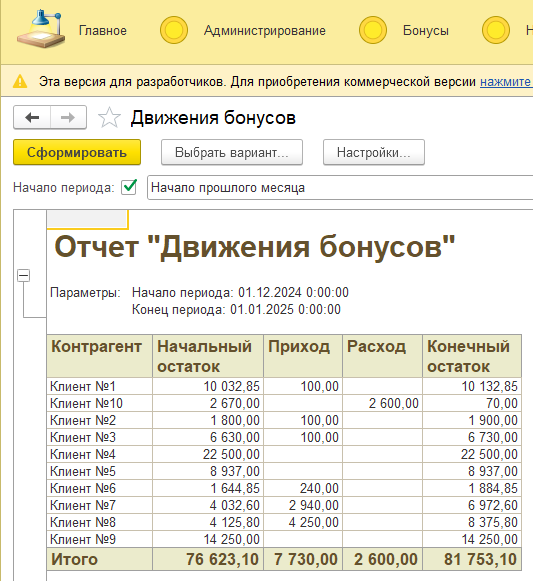 Главное Администрирование Бонусы Н
Эта версия для разработчиков. Для приобретения коммерческой версии нажмите
Движения бонусов
Сформировать Выбрать вариант... Настройки...
Начало периода: Начало прошлого месяца
Отчет "Движения бонусов"
Параметры: Начало периода: 01.12.2024 0:00:00
Конец периода: 01.01.2025 0:00:00
Контрагент Начальный остаток Приход Расход Конечный остаток
Клиент №1 10 032,85 100,00 10 132,85
Клиент №10 2 670,00 2 600,00 70,00
Клиент №2 1 800,00 100,00 1 900,00
Клиент №3 6 630,00 100,00 6 730,00
Клиент №4 22 500,00 22 500,00
Клиент №5 8 937,00 8 937,00
Клиент №6 1 644,85 240,00 1 884,85
Клиент №7 4 032,60 2 940,00 6 972,60
Клиент №8 4 125,80 4 250,00 8 375,80
Клиент №9 14 250,00 14 250,00
Итого 76 623,10 7 730,00 2 600,00 81 753,10